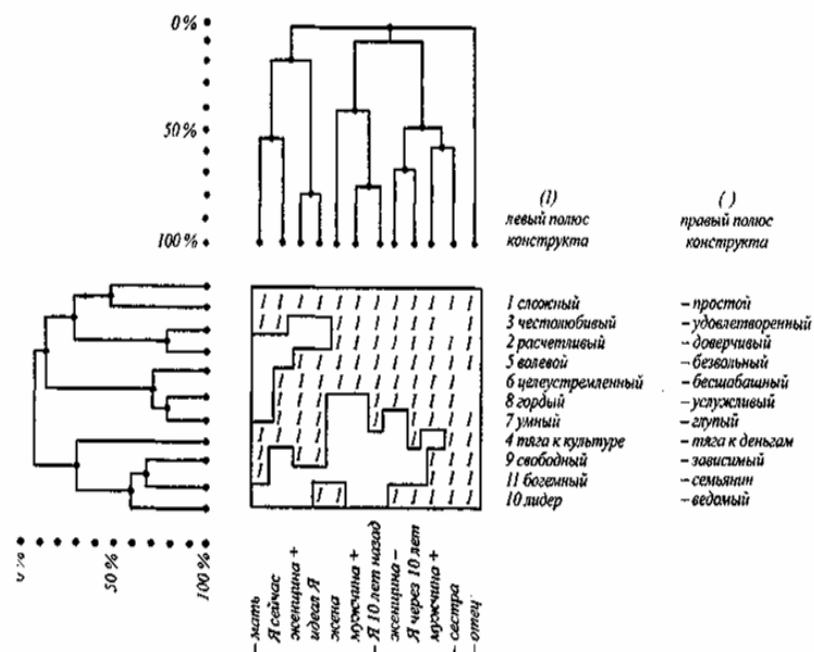 0 %
50 %
100 %
(1)
левый полюс
конструкта
( )
правый полюс
конструкта
1 сложный – простой
3 честолюбивый – удовлетворенный
2 расчетливый – доверчивый
5 волевой – безвольный
6 целеустремленный – бесшабашный
8 гордый – услужливый
7 умный – глупый
4 тяга к культуре – тяга к деньгам
9 свободный – зависимый
11 богемный – семьянин
10 лидер – ведомый
50 %
100 %
– мать
Я сейчас
женщина +
идеал Я
жена
мужчина +
– Я 10 лет назад
женщина –
Я через 10 лет
мужчина +
– сестра
– отец